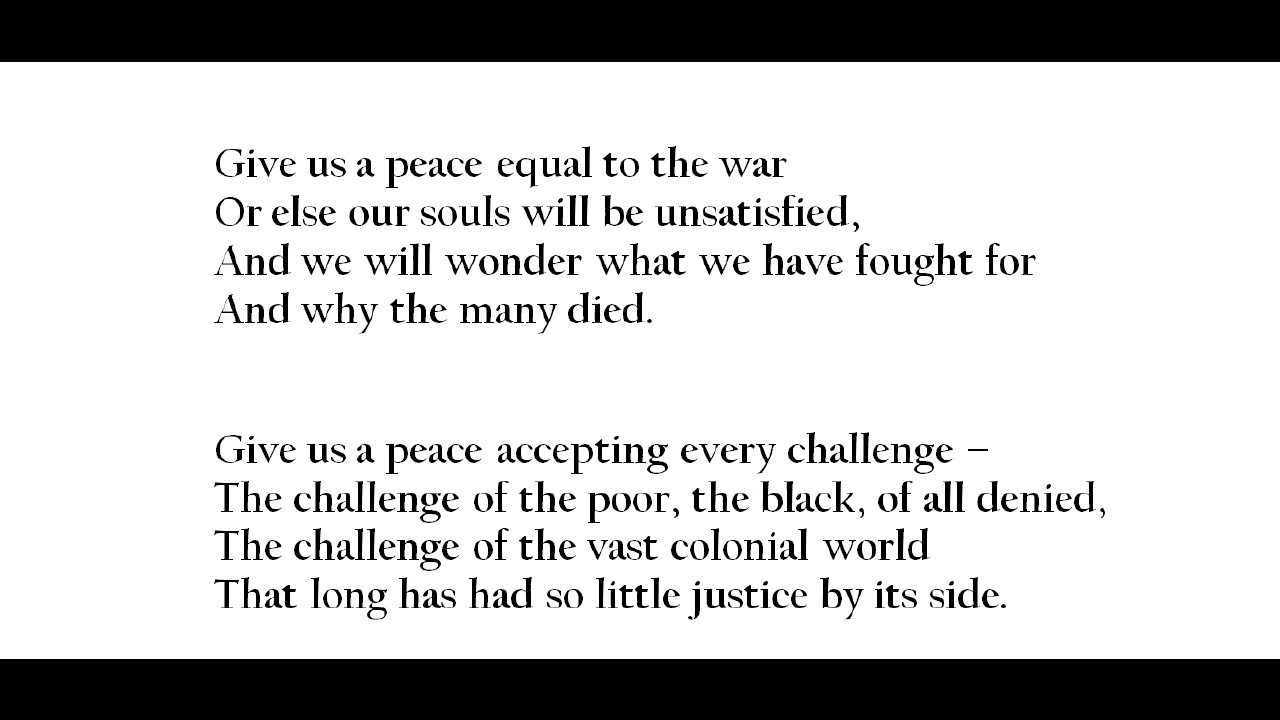 Give us a peace equal to the war
Or else our souls will be unsatisfied,
And we will wonder what we have fought for
And why the many died.
Give us a peace accepting every challenge –
The challenge of the poor, the black, of all denied,
The challenge of the vast colonial world
That long has had so little justice by its side.